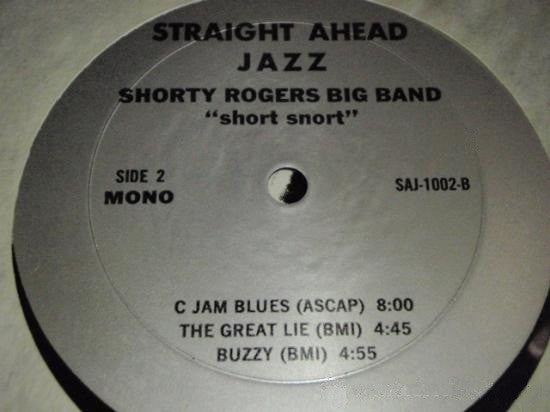 STRAIGHT AHEAD
JAZZ
SHORTY ROGERS BIG BAND
"short snort"
SIDE 2
MONO
SAJ-1002-B
C JAM BLUES (ASCAP) 8:00
THE GREAT LIE (BMI) 4:45
BUZZY (BMI) 4:55